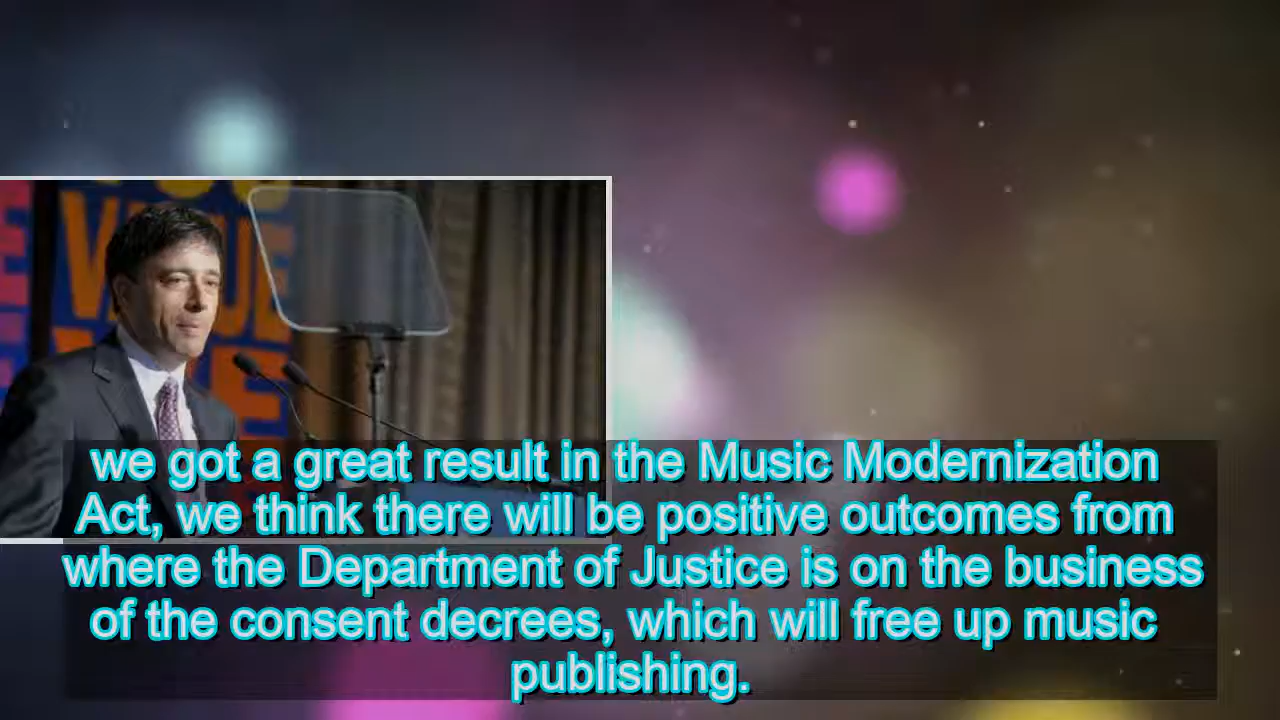 VALUE
we got a great result in the Music Modernization
Act, we think there will be positive outcomes from
where the Department of Justice is on the business
of the consent decrees, which will free up music
publishing.